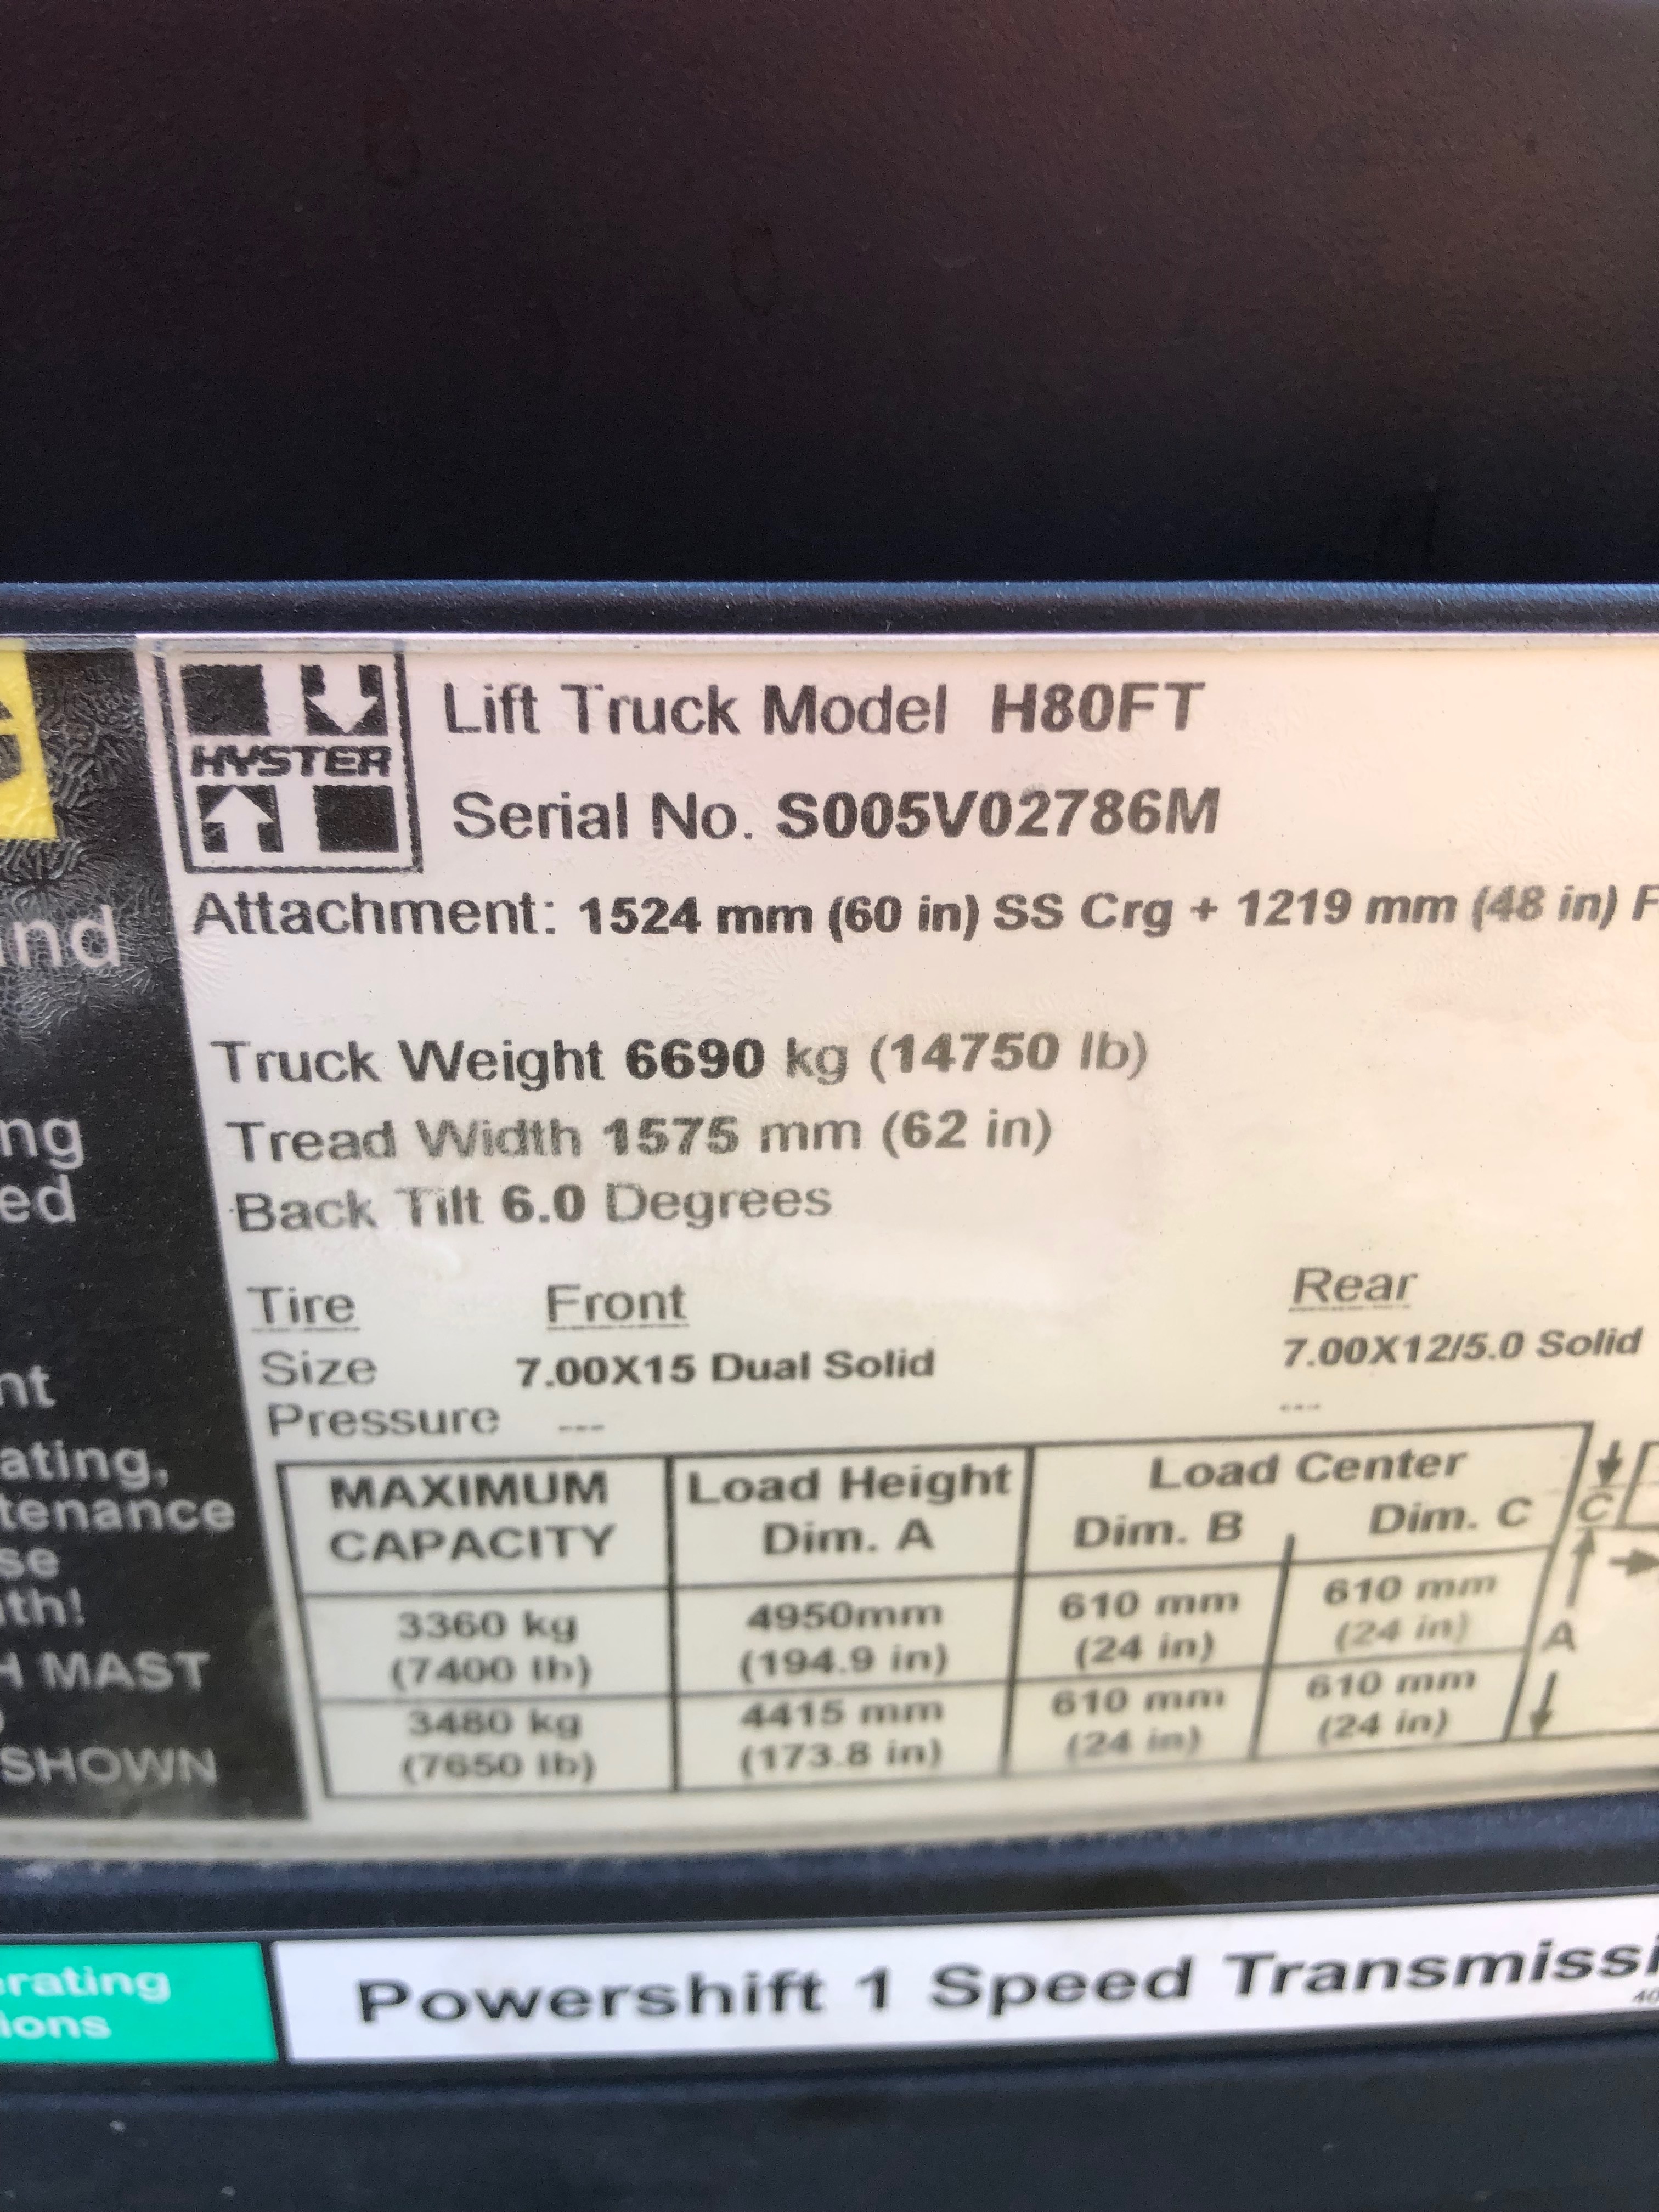 HYSTER
Lift Truck Model H80FT
Serial No. S005V02786M
Attachment: 1524 mm (60 in) SS Crg + 1219 mm (48 in) F
Truck Weight 6690 kg (14750 lb)
Tread Width 1575 mm (62 in)
Back Tilt 6.0 Degrees
Tire Front Rear
Size 7.00X15 Dual Solid 7.00X12/5.0 Solid
Pressure --- ---
MAXIMUM CAPACITY Load Height Dim. A Load Center Dim. B Dim. C
3360 kg 4950mm 610 mm 610 mm
(7400 lb) (194.9 in) (24 in) (24 in)
3480 kg 4415 mm 610 mm 610 mm
(7650 lb) (173.8 in) (24 in) (24 in)
C
A
nd
ng
ed
nt
ating,
tenance
se
th!
H MAST
SHOWN
erating
ions
Powershift 1 Speed Transmissi
40